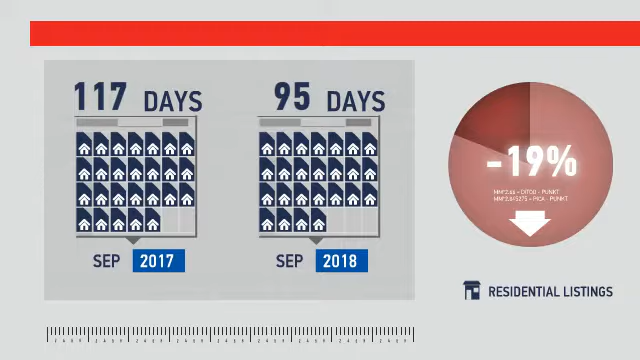 117 DAYS
95 DAYS
SEP 2017
SEP 2018
-19%
RESIDENTIAL LISTINGS